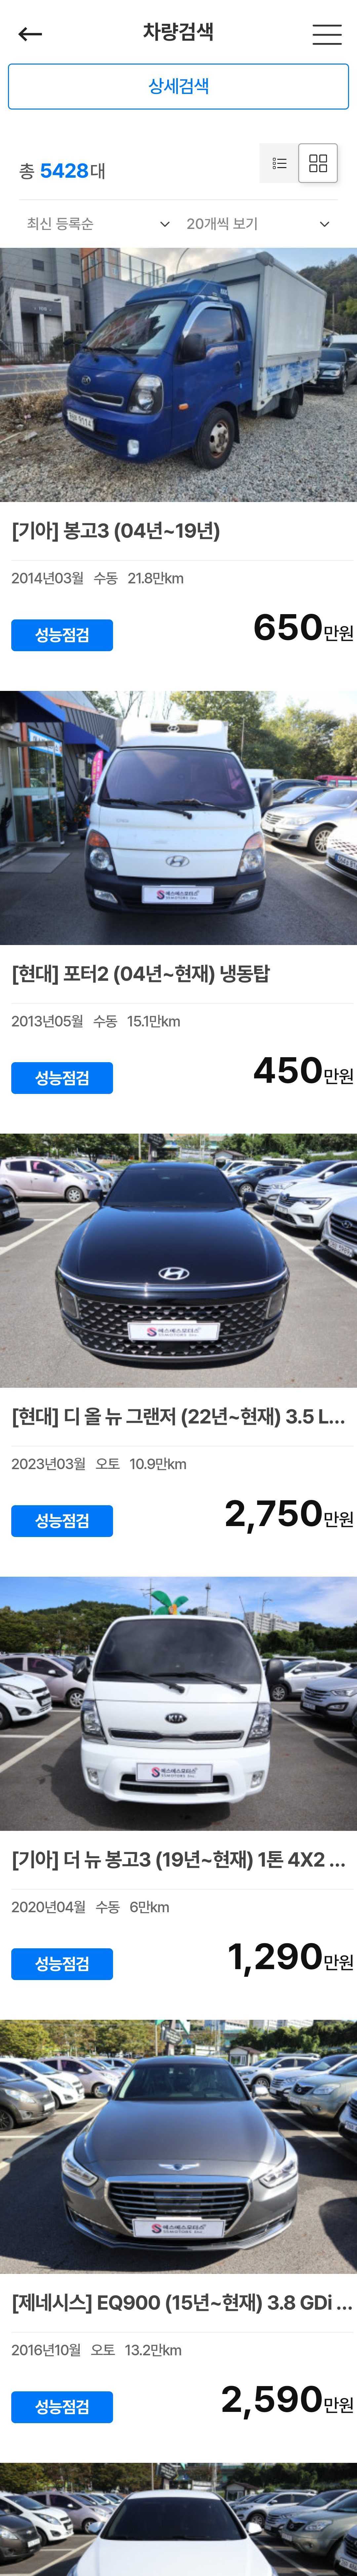 차량검색
상세검색
총 5428대
최신 등록순 20개씩 보기
[기아] 봉고3 (04년~19년)
2014년03월 수동 21.8만km
성능점검 650만원
[현대] 포터2 (04년~현재) 냉동탑
2013년05월 수동 15.1만km
성능점검 450만원
[현대] 디 올 뉴 그랜저 (22년~현재) 3.5 L...
2023년03월 오토 10.9만km
성능점검 2,750만원
[기아] 더 뉴 봉고3 (19년~현재) 1톤 4X2 ...
2020년04월 수동 6만km
성능점검 1,290만원
[제네시스] EQ900 (15년~현재) 3.8 GDi ...
2016년10월 오토 13.2만km
성능점검 2,590만원